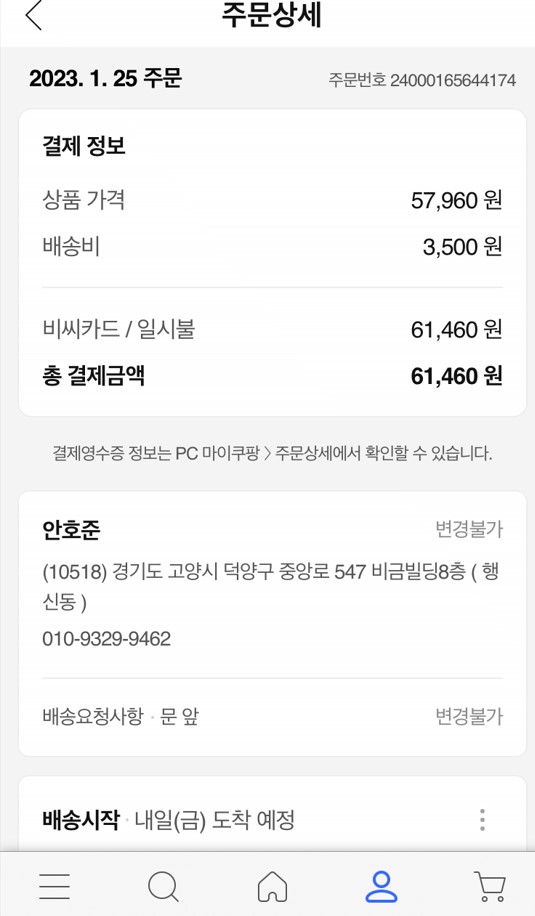 주문상세
2023. 1. 25 주문
주문번호 24000165644174
결제 정보
상품 가격 57,960 원
배송비 3,500 원
비씨카드 / 일시불 61,460 원
총 결제금액 61,460 원
결제영수증 정보는 PC 마이쿠팡 > 주문상세에서 확인할 수 있습니다.
안호준 변경불가
(10518) 경기도 고양시 덕양구 중앙로 547 비금빌딩8층 ( 행
신동 )
010-9329-9462
배송요청사항 · 문 앞 변경불가
배송시작 · 내일(금) 도착 예정